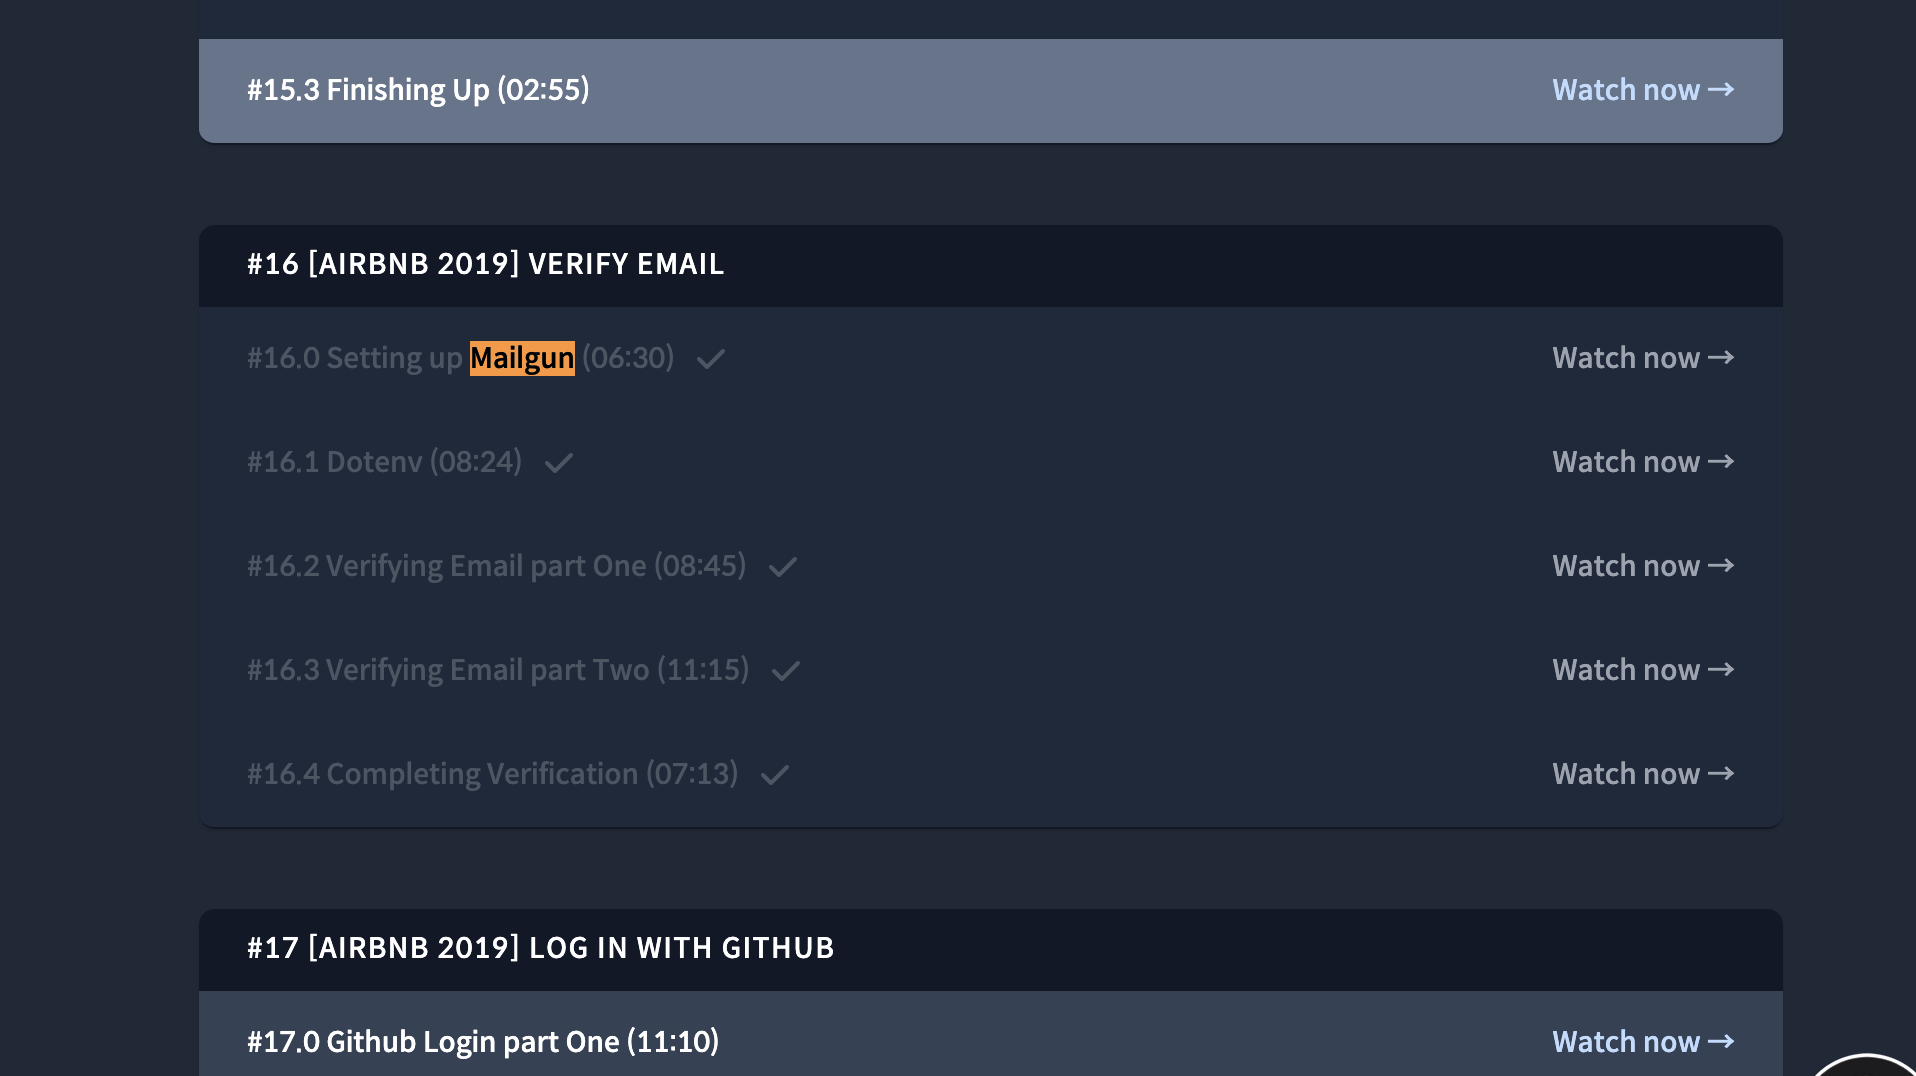 #15.3 Finishing Up (02:55) Watch now →
#16 [AIRBNB 2019] VERIFY EMAIL
#16.0 Setting up Mailgun (06:30) ✓ Watch now →
#16.1 Dotenv (08:24) ✓ Watch now →
#16.2 Verifying Email part One (08:45) ✓ Watch now →
#16.3 Verifying Email part Two (11:15) ✓ Watch now →
#16.4 Completing Verification (07:13) ✓ Watch now →
#17 [AIRBNB 2019] LOG IN WITH GITHUB
#17.0 Github Login part One (11:10) Watch now →